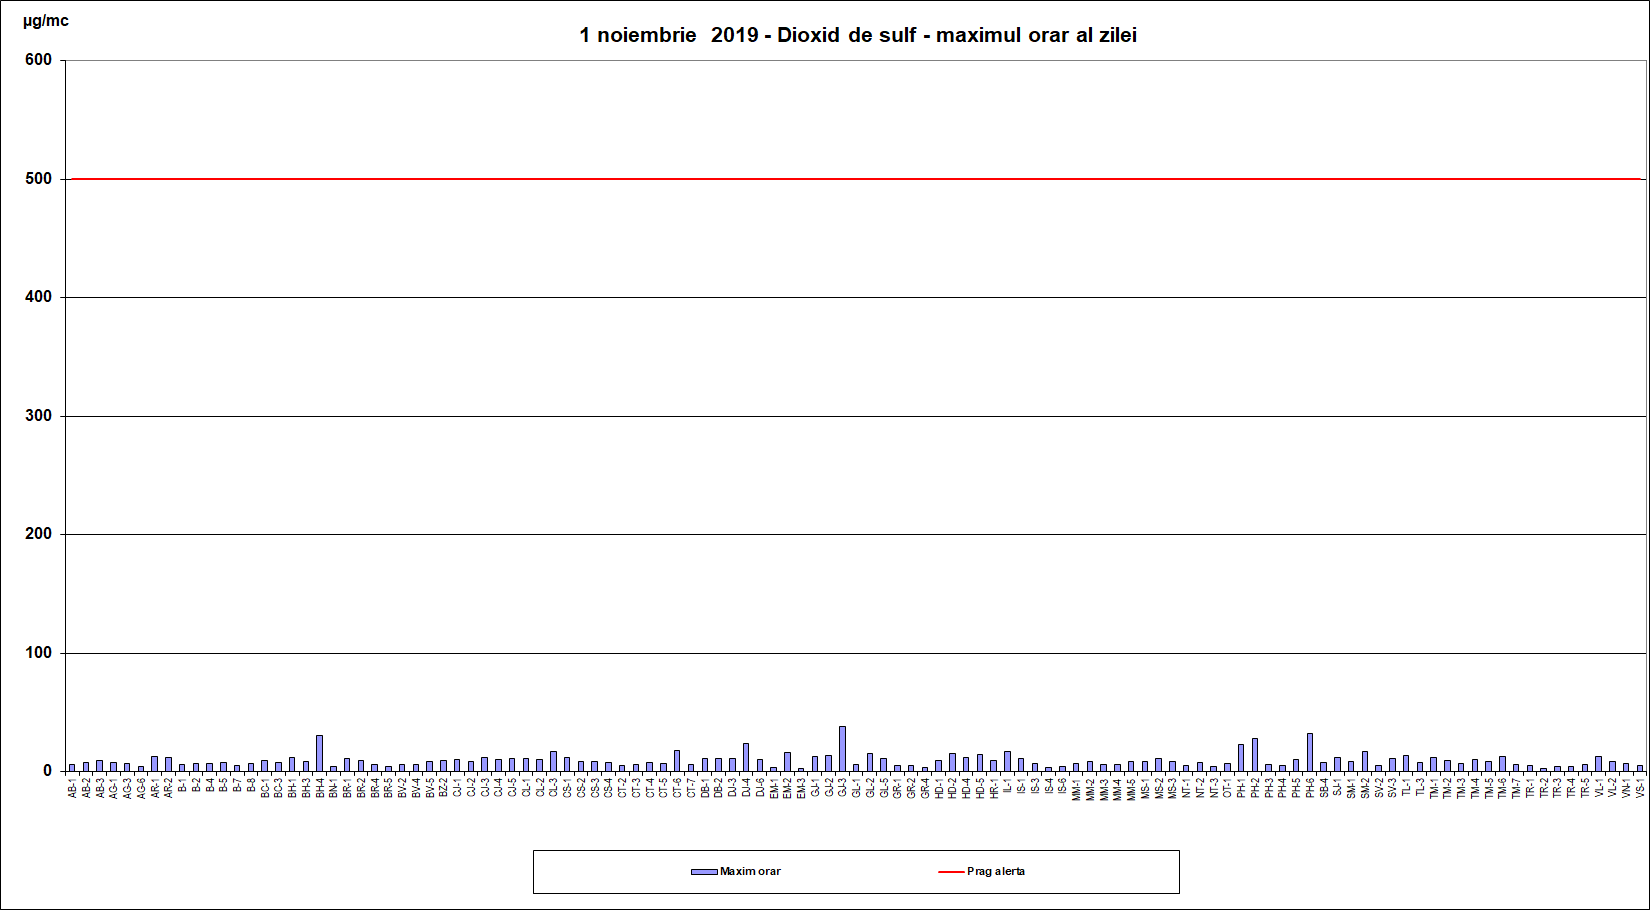 µg/mc
1 noiembrie  2019 - Dioxid de sulf - maximul orar al zilei
600
500
400
300
200
100
0
AB-1 AB-2 AB-3 AG-1 AG-3 AG-6 AR-1 AR-2 B-1 B-2 B-4 B-5 B-7 B-8 BC-1 BC-3 BH-1 BH-3 BH-4 BN-1 BR-1 BR-2 BR-4 BR-5 BV-2 BV-4 BV-5 BZ-2 CJ-1 CJ-2 CJ-3 CJ-4 CJ-5 CL-1 CL-2 CL-3 CS-1 CS-2 CS-3 CS-4 CT-2 CT-3 CT-4 CT-5 CT-6 CT-7 DB-1 DB-2 DJ-3 DJ-4 DJ-6 EM-1 EM-2 EM-3 GJ-1 GJ-2 GJ-3 GL-1 GL-2 GL-5 GR-1 GR-2 GR-4 HD-1 HD-2 HD-4 HD-5 HR-1 IL-1 IS-1 IS-3 IS-4 IS-6 MM-1 MM-2 MM-3 MM-4 MM-5 MS-1 MS-2 MS-3 NT-1 NT-2 NT-3 OT-1 PH-1 PH-2 PH-3 PH-4 PH-5 PH-6 SB-4 SJ-1 SM-1 SM-2 SV-2 SV-3 TL-1 TL-3 TM-1 TM-2 TM-3 TM-4 TM-5 TM-6 TM-7 TR-1 TR-2 TR-3 TR-4 TR-5 VL-1 VL-2 VN-1 VS-1
Maxim orar
Prag alerta